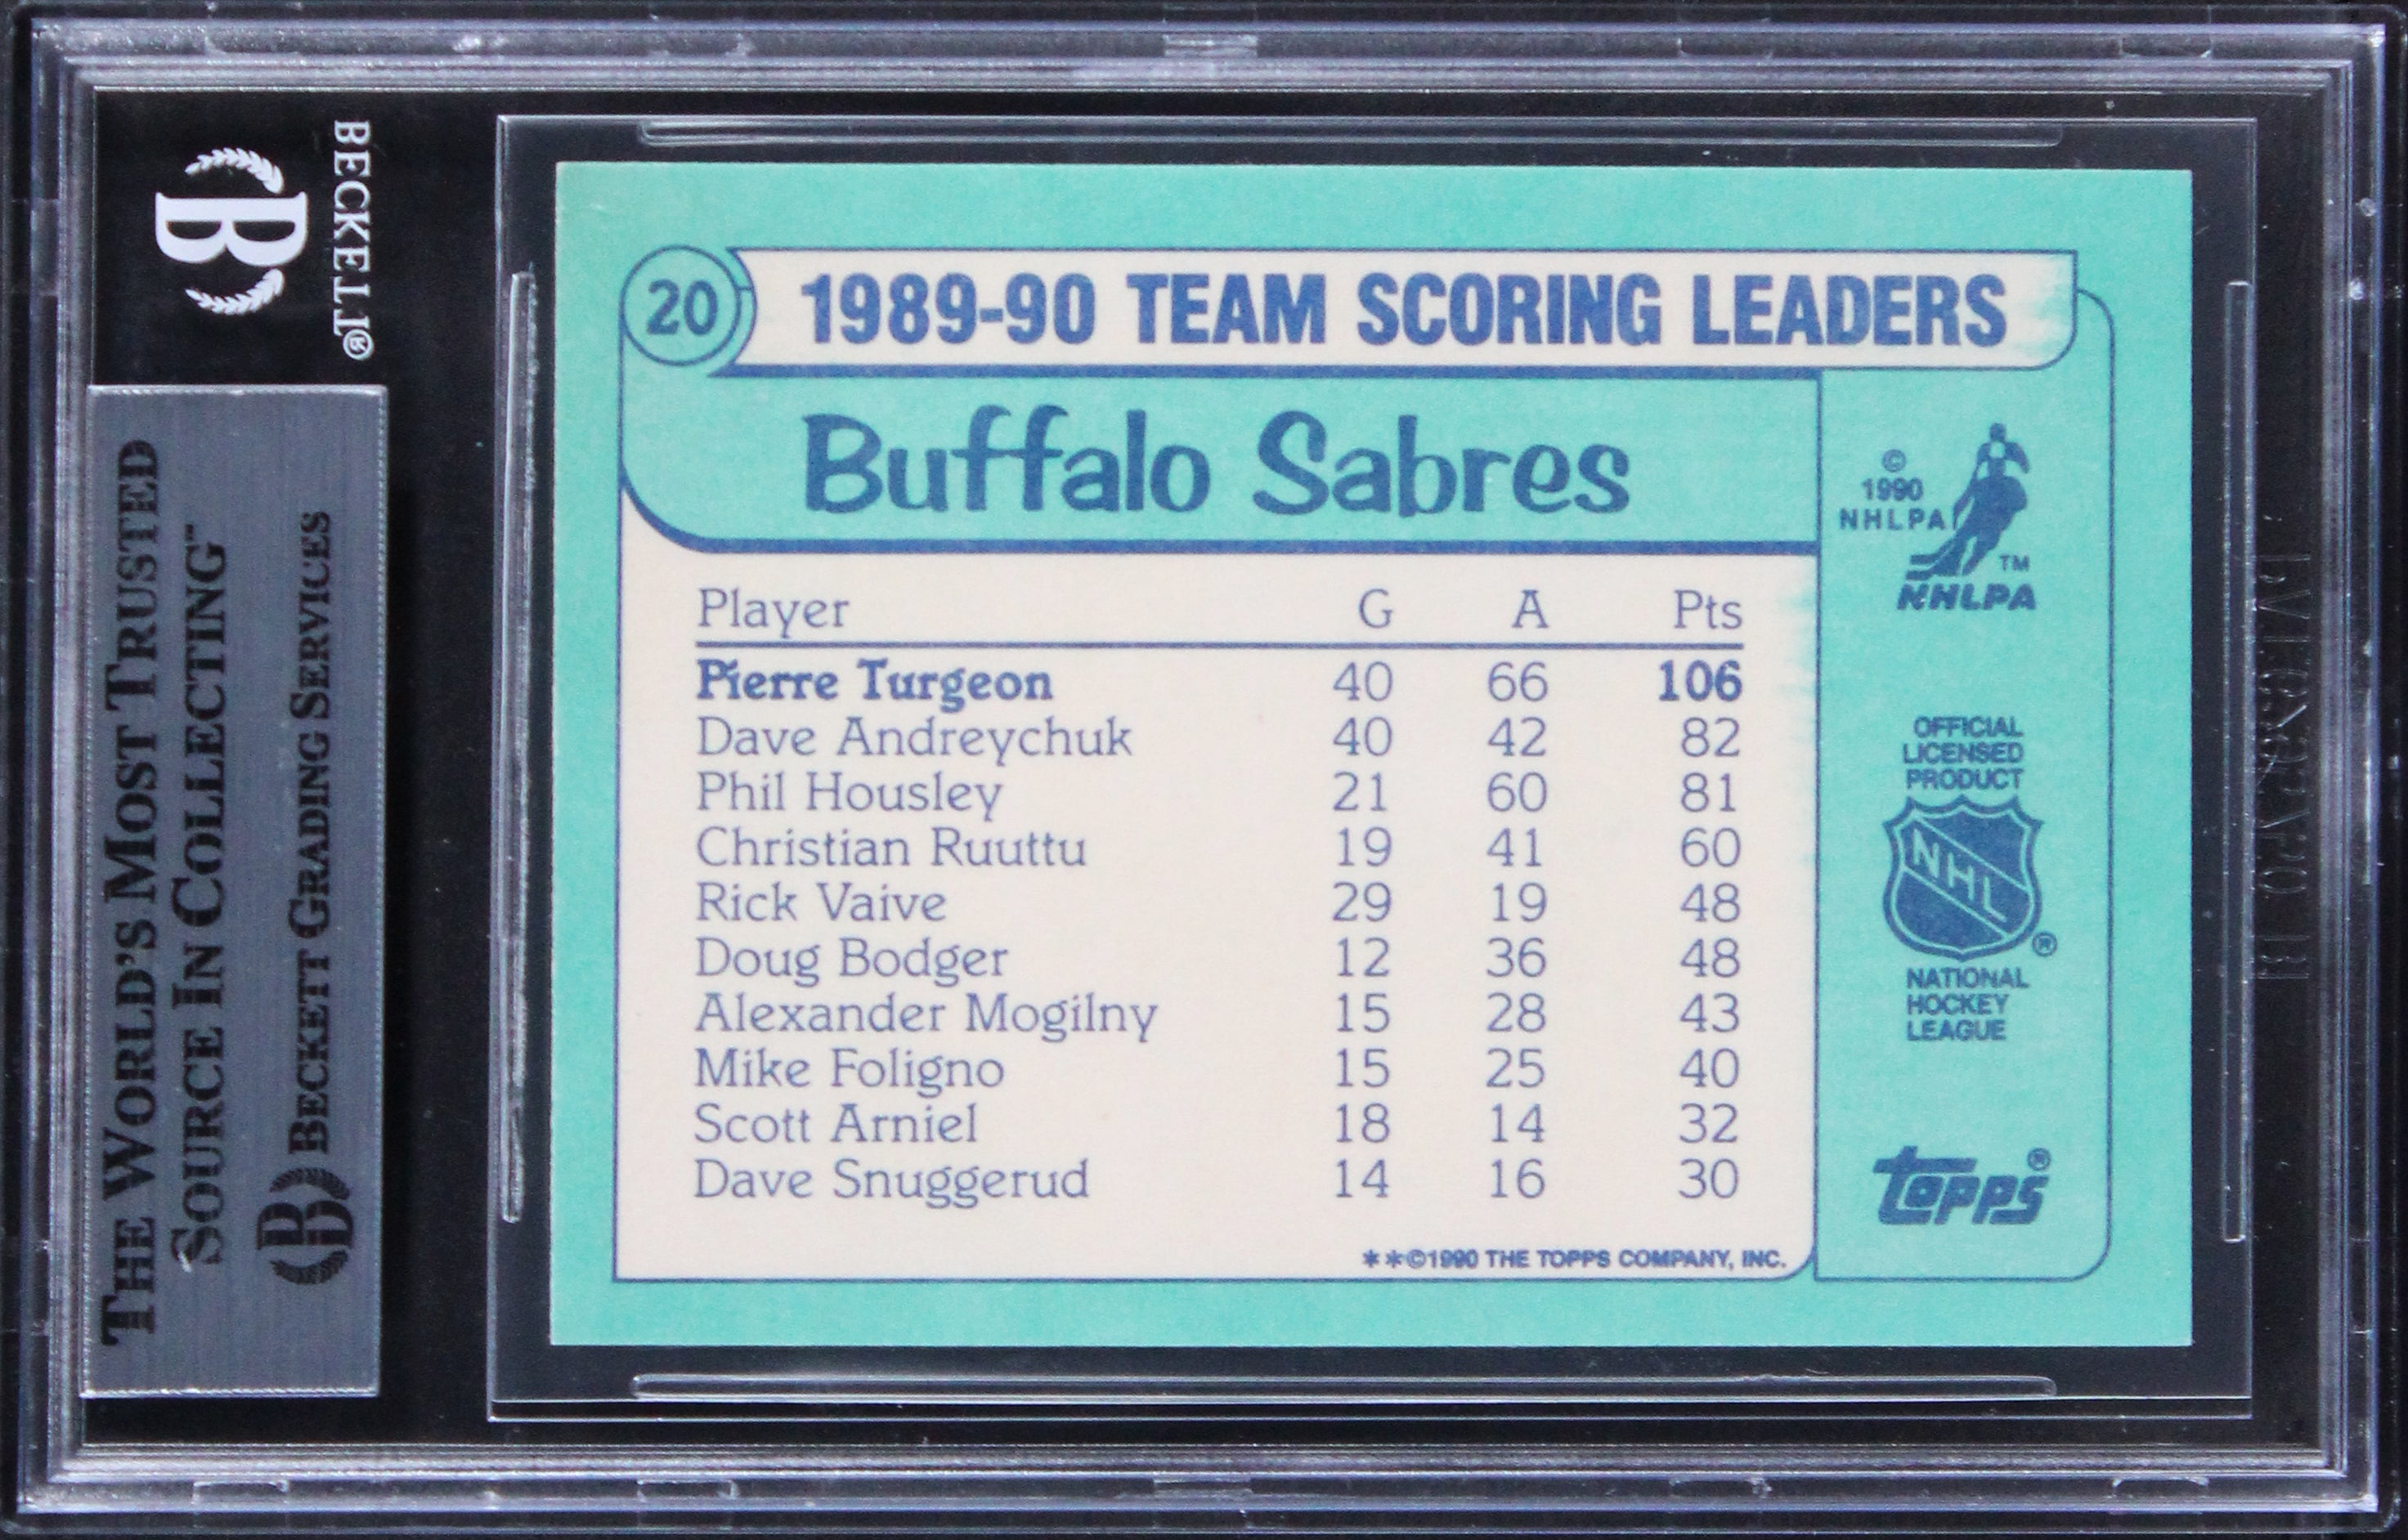 BECKETT®
B
THE WORLD'S MOST TRUSTED
SOURCE IN COLLECTING™
BECKETT GRADING SERVICES
20
1989-90 TEAM SCORING LEADERS
Buffalo Sabres
Player G A Pts
Pierre Turgeon 40 66 106
Dave Andreychuk 40 42 82
Phil Housley 21 60 81
Christian Ruuttu 19 41 60
Rick Vaive 29 19 48
Doug Bodger 12 36 48
Alexander Mogilny 15 28 43
Mike Foligno 15 25 40
Scott Arniel 18 14 32
Dave Snuggerud 14 16 30
**©1990 THE TOPPS COMPANY, INC.
©
1990
NHLPA
TM
NHLPA
OFFICIAL
LICENSED
PRODUCT
NHL
®
NATIONAL
HOCKEY
LEAGUE
topps®